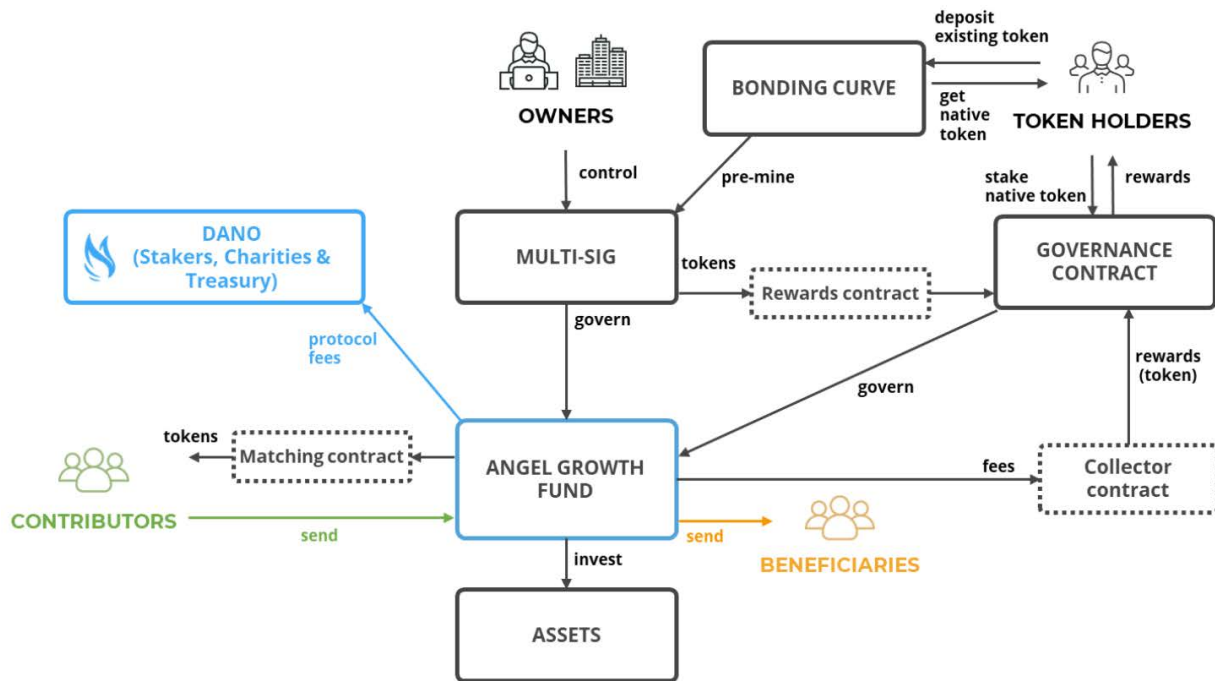 deposit
existing token
BONDING CURVE
get
native
token
OWNERS
TOKEN HOLDERS
control
pre-mine
stake
native token
rewards
DANO
(Stakers, Charities &
Treasury)
MULTI-SIG
tokens
Rewards contract
GOVERNANCE
CONTRACT
govern
protocol
fees
rewards
(token)
govern
tokens
Matching contract
ANGEL GROWTH
FUND
fees
Collector
contract
CONTRIBUTORS
send
send
BENEFICIARIES
invest
ASSETS